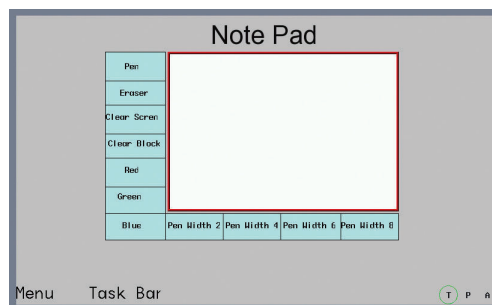 Note Pad
Pen
Eraser
Clear Scren
Clear Block
Red
Green
Blue Pen Width 2 Pen Width 4 Pen Width 6 Pen Width 8
Menu Task Bar T P A